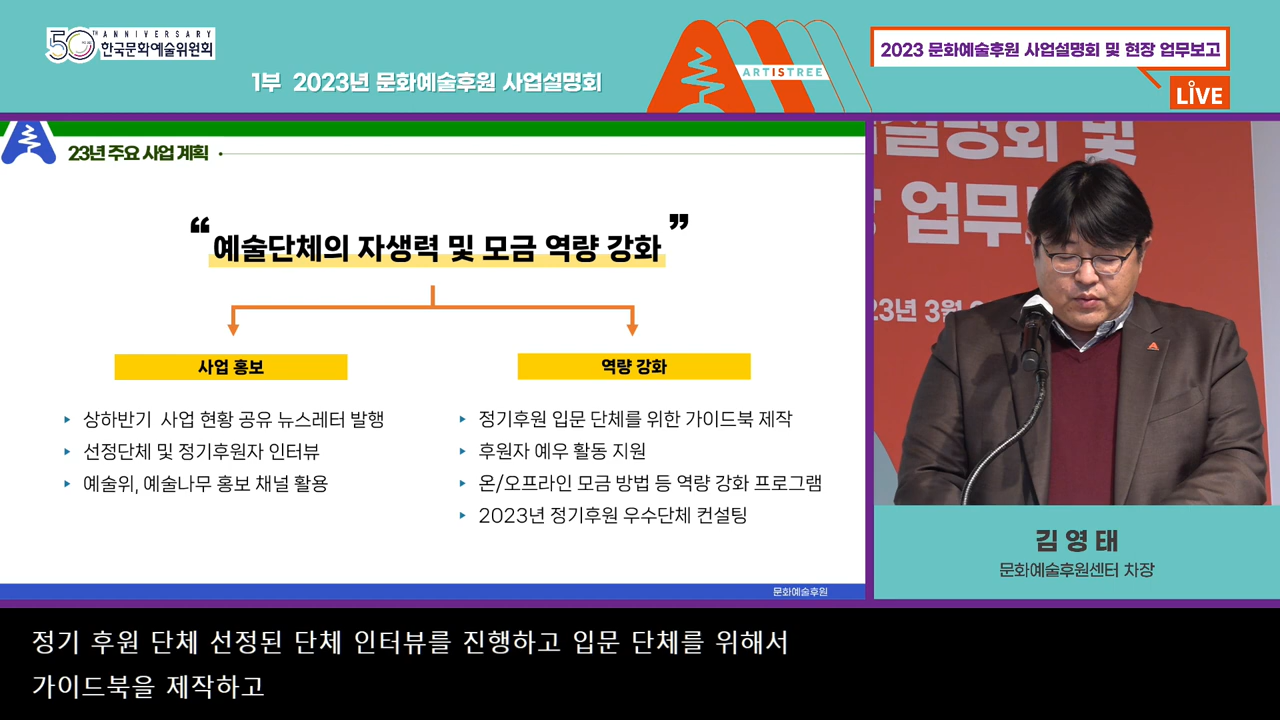 50TH ANNIVERSARY
한국문화예술위원회
1부 2023년 문화예술후원 사업설명회
ARTISTREE
2023 문화예술후원 사업설명회 및 현장 업무보고
LIVE
23년 주요 사업 계획
“예술단체의 자생력 및 모금 역량 강화”
사업 홍보
▸ 상하반기 사업 현황 공유 뉴스레터 발행
▸ 선정단체 및 정기후원자 인터뷰
▸ 예술위, 예술나무 홍보 채널 활용
역량 강화
▸ 정기후원 입문 단체를 위한 가이드북 제작
▸ 후원자 예우 활동 지원
▸ 온/오프라인 모금 방법 등 역량 강화 프로그램
▸ 2023년 정기후원 우수단체 컨설팅
문화예술후원
설명회 및
업무
23년 3월
김영태
문화예술후원센터 차장
정기 후원 단체 선정된 단체 인터뷰를 진행하고 입문 단체를 위해서
가이드북을 제작하고